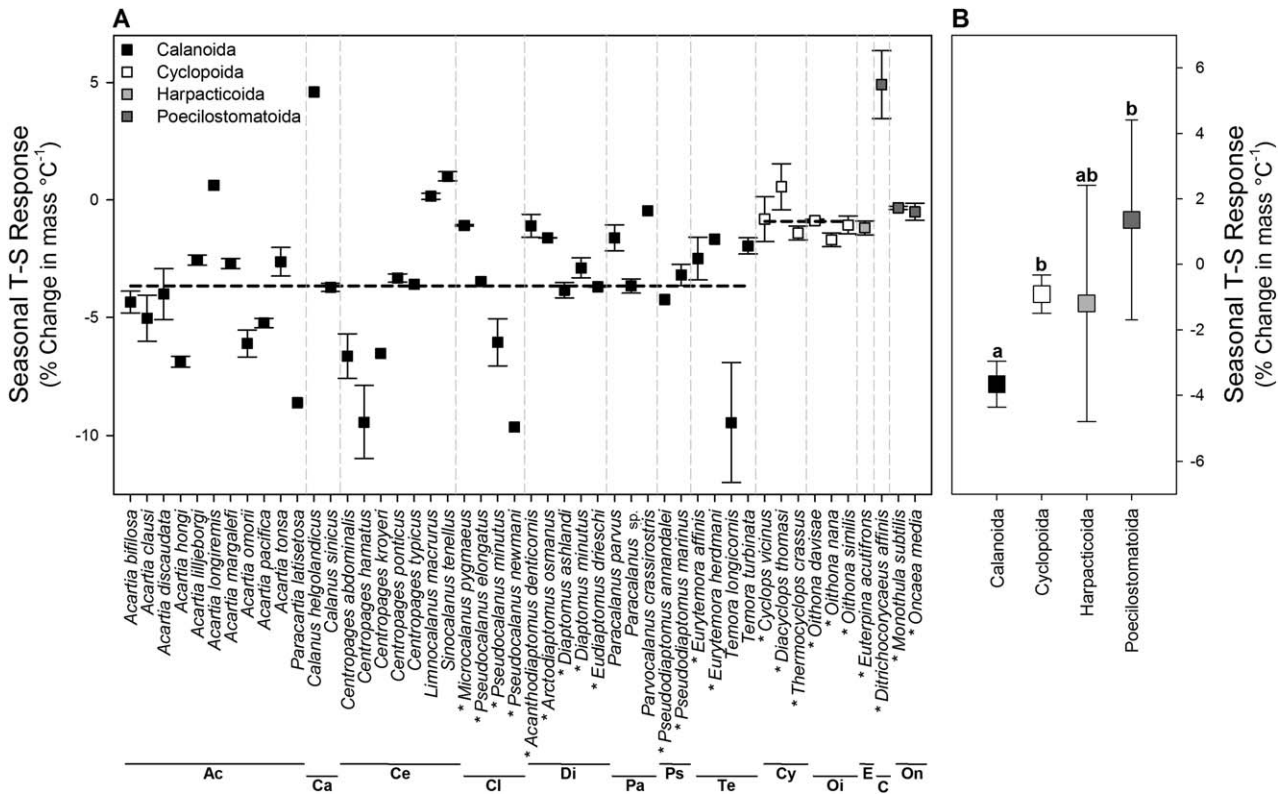 A
B
Calanoida
Cyclopoida
Harpacticoida
Poecilostomatoida
Seasonal T-S Response
(% Change in mass °C⁻¹)
5
0
-5
-10
a
b
ab
b
6
4
2
0
-2
-4
-6
Seasonal T-S Response
(% Change in mass °C⁻¹)
Acartia bifilosa
Acartia clausi
Acartia discaudata
Acartia hongi
Acartia lilljeborgi
Acartia longiremis
Acartia margalefi
Acartia omorii
Acartia pacifica
Acartia tonsa
Paracartia latisetosa
Calanus helgolandicus
Calanus sinicus
Centropages abdominalis
Centropages hamatus
Centropages kroyeri
Centropages ponticus
Centropages typicus
Limnocalanus macrurus
Sinocalanus tenellus
* Microcalanus pygmaeus
* Pseudocalanus elongatus
* Pseudocalanus minutus
* Pseudocalanus newmani
* Acanthodiaptomus denticornis
* Arctodiaptomus osmanus
* Diaptomus ashlandi
* Diaptomus minutus
* Eudiaptomus drieschi
Paracalanus parvus
Paracalanus sp.
Parvocalanus crassirostris
* Pseudodiaptomus annandalei
* Pseudodiaptomus marinus
* Eurytemora affinis
* Eurytemora herdmani
Temora longicornis
Temora turbinata
* Cyclops vicinus
* Diacyclops thomasi
* Thermocyclops crassus
* Oithona davisae
* Oithona nana
* Oithona similis
* Euterpina acutifrons
* Ditrichocorycaeus affinis
* Monothula subtilis
* Oncaea media
Calanoida
Cyclopoida
Harpacticoida
Poecilostomatoida
Ac
Ca
Ce
Cl
Di
Pa
Ps
Te
Cy
Oi
E
C
On